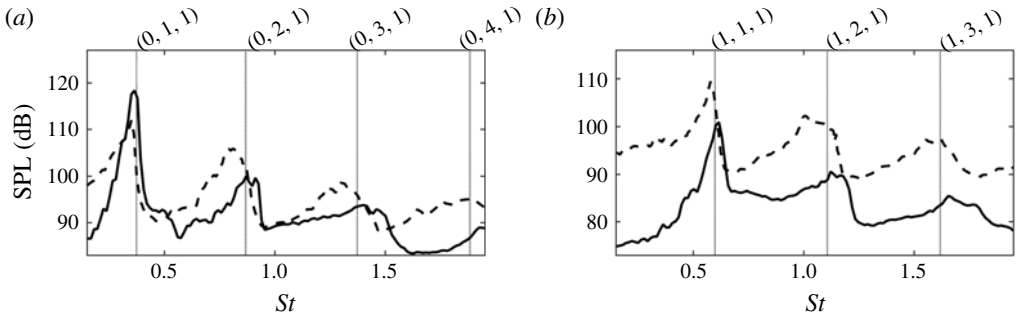 (a) (0, 1, 1) (0, 2, 1) (0, 3, 1) (0, 4, 1)
SPL (dB)
120
110
100
90
0.5 1.0 1.5
St
(b) (1, 1, 1) (1, 2, 1) (1, 3, 1)
110
100
90
80
0.5 1.0 1.5
St